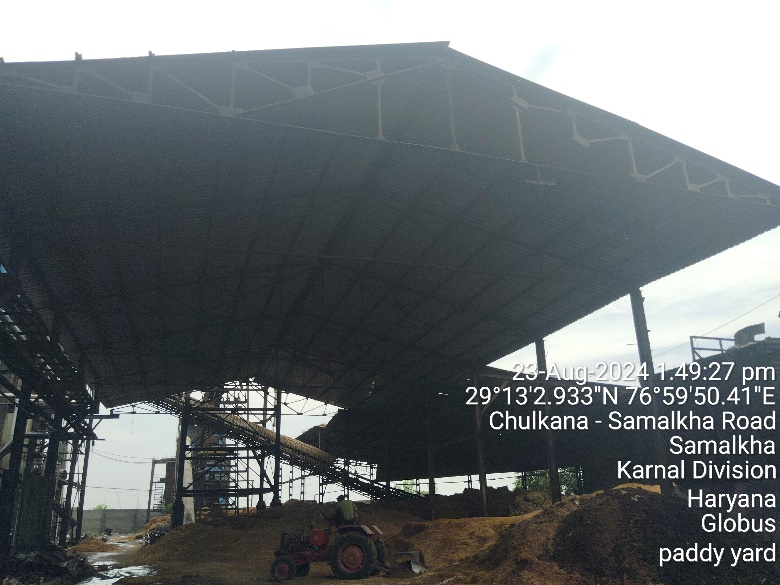 23-Aug-2024 1:49:27 pm
29°13'2.933"N 76°59'50.41"E
Chulkana - Samalkha Road
Samalkha
Karnal Division
Haryana
Globus
paddy yard